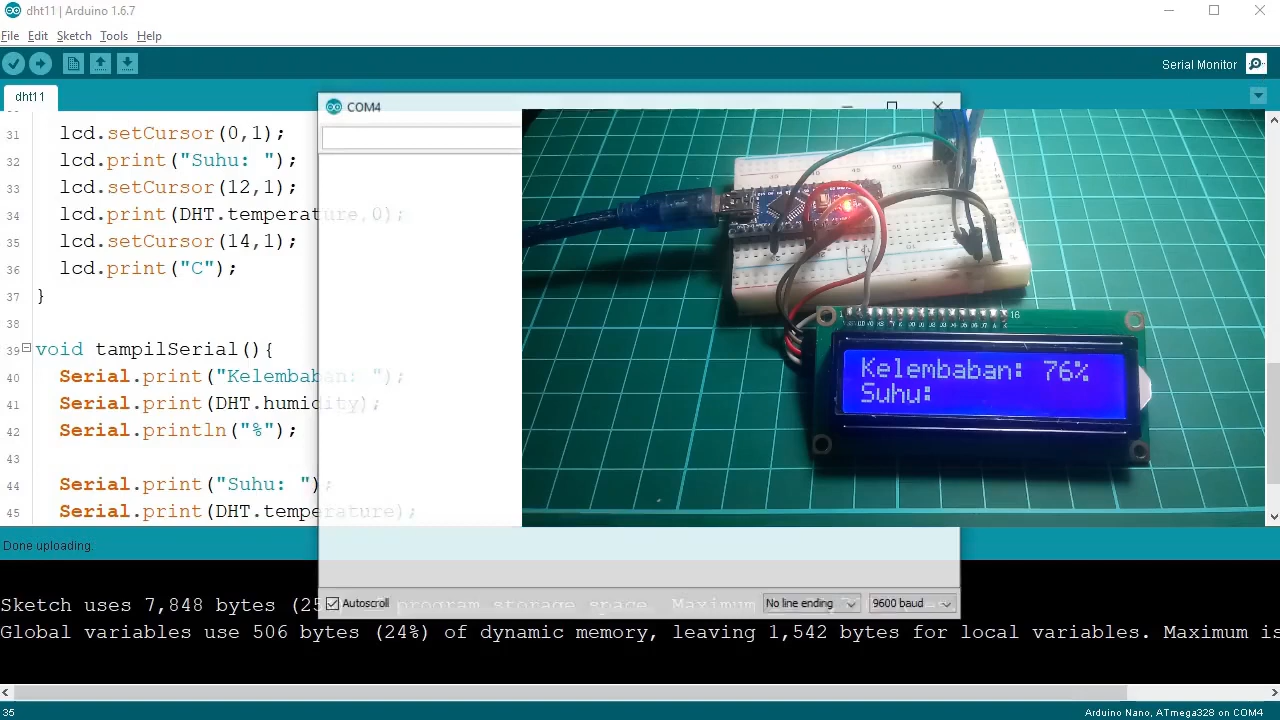 dht11 | Arduino 1.6.7
File Edit Sketch Tools Help
Serial Monitor
dht11
COM4
31 lcd.setCursor(0,1);
32 lcd.print("Suhu: ");
33 lcd.setCursor(12,1);
34 lcd.print(DHT.temperature,0);
35 lcd.setCursor(14,1);
36 lcd.print("C");
37 }
38
39 void tampilSerial(){
40 Serial.print("Kelembaban: ");
41 Serial.print(DHT.humidity);
42 Serial.println("%");
43
44 Serial.print("Suhu: ");
45 Serial.print(DHT.temperature);
1 16
Kelembaban: 76%
Suhu:
Done uploading.
Autoscroll
No line ending
9600 baud
Sketch uses 7,848 bytes (25 program storage space. Maximum
Global variables use 506 bytes (24%) of dynamic memory, leaving 1,542 bytes for local variables. Maximum is
35
Arduino Nano, ATmega328 on COM4